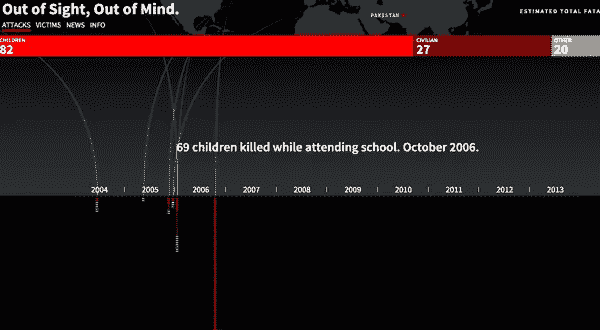 Out of Sight, Out of Mind.
ATTACKS VICTIMS NEWS INFO
PAKISTAN
ESTIMATED TOTAL FATA
CHILDREN
82
CIVILIAN
27
OTHER
20
69 children killed while attending school. October 2006.
2004 2005 2006 2007 2008 2009 2010 2011 2012 2013